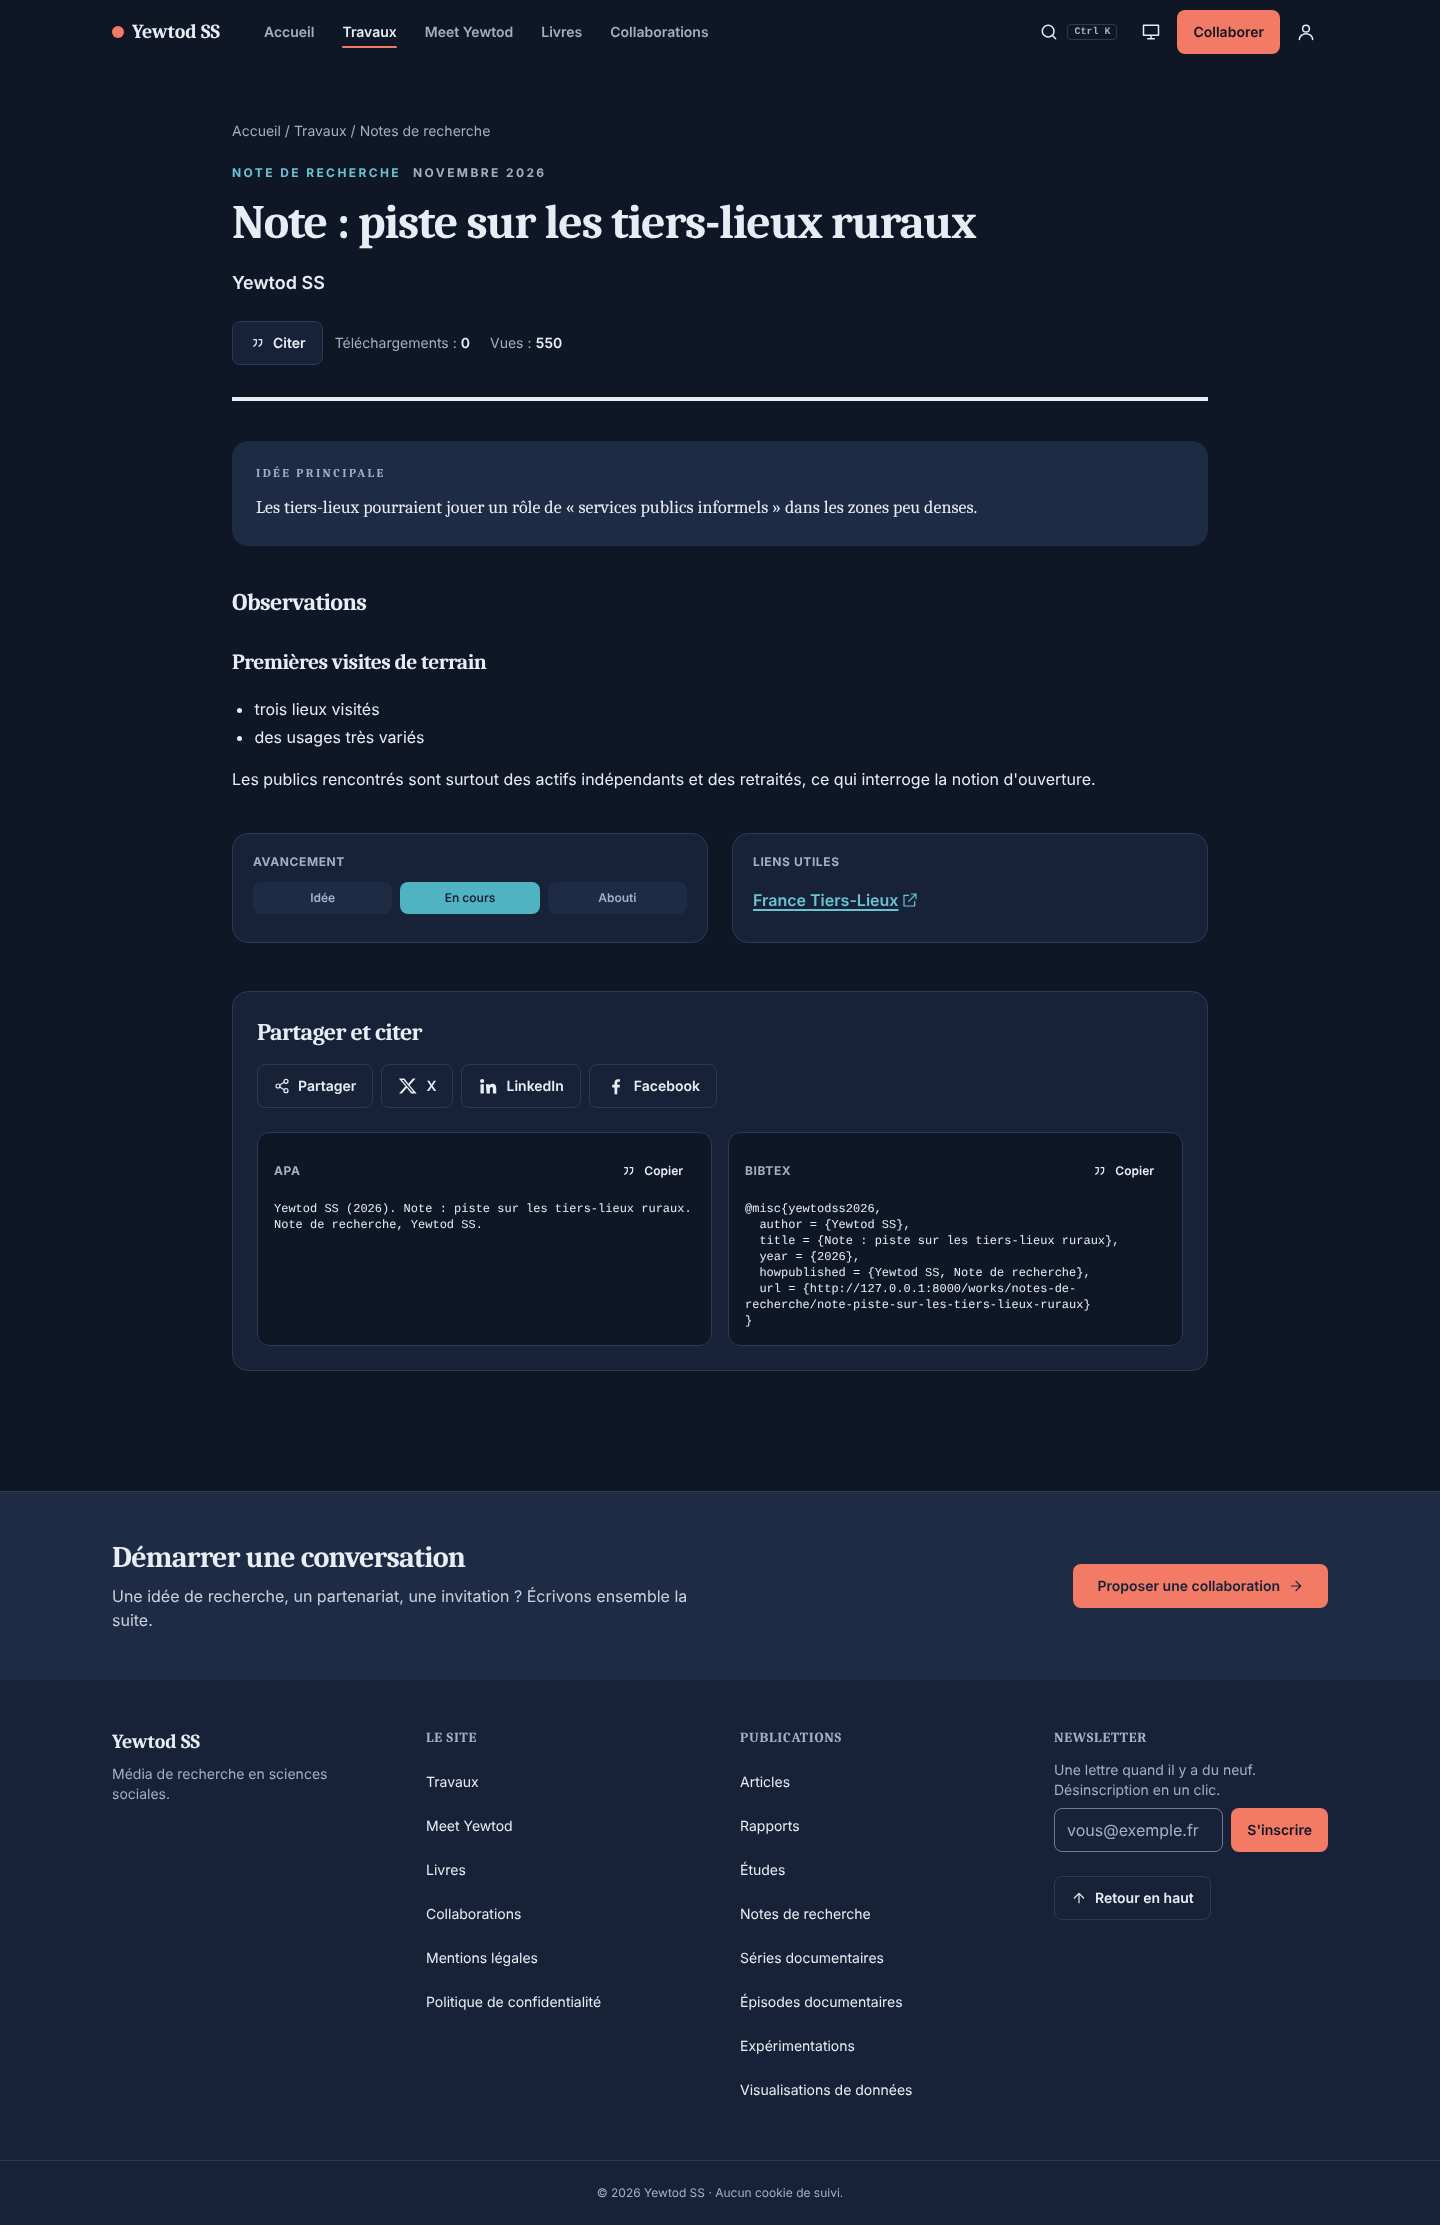 Yewtod SS
Accueil
Travaux
Meet Yewtod
Livres
Collaborations
Ctrl K
Collaborer
Accueil / Travaux / Notes de recherche
NOTE DE RECHERCHE NOVEMBRE 2026
Note : piste sur les tiers-lieux ruraux
Yewtod SS
Citer
Téléchargements : 0
Vues : 550
IDÉE PRINCIPALE
Les tiers-lieux pourraient jouer un rôle de « services publics informels » dans les zones peu denses.
Observations
Premières visites de terrain
• trois lieux visités
• des usages très variés
Les publics rencontrés sont surtout des actifs indépendants et des retraités, ce qui interroge la notion d'ouverture.
AVANCEMENT
Idée
En cours
Abouti
LIENS UTILES
France Tiers-Lieux
Partager et citer
Partager
X
LinkedIn
Facebook
APA
Copier
Yewtod SS (2026). Note : piste sur les tiers-lieux ruraux.
Note de recherche, Yewtod SS.
BIBTEX
Copier
@misc{yewtodss2026,
  author = {Yewtod SS},
  title = {Note : piste sur les tiers-lieux ruraux},
  year = {2026},
  howpublished = {Yewtod SS, Note de recherche},
  url = {http://127.0.0.1:8000/works/notes-de-
recherche/note-piste-sur-les-tiers-lieux-ruraux}
}
Démarrer une conversation
Une idée de recherche, un partenariat, une invitation ? Écrivons ensemble la
suite.
Proposer une collaboration
Yewtod SS
Média de recherche en sciences
sociales.
LE SITE
Travaux
Meet Yewtod
Livres
Collaborations
Mentions légales
Politique de confidentialité
PUBLICATIONS
Articles
Rapports
Études
Notes de recherche
Séries documentaires
Épisodes documentaires
Expérimentations
Visualisations de données
NEWSLETTER
Une lettre quand il y a du neuf.
Désinscription en un clic.
vous@exemple.fr
S'inscrire
Retour en haut
© 2026 Yewtod SS · Aucun cookie de suivi.